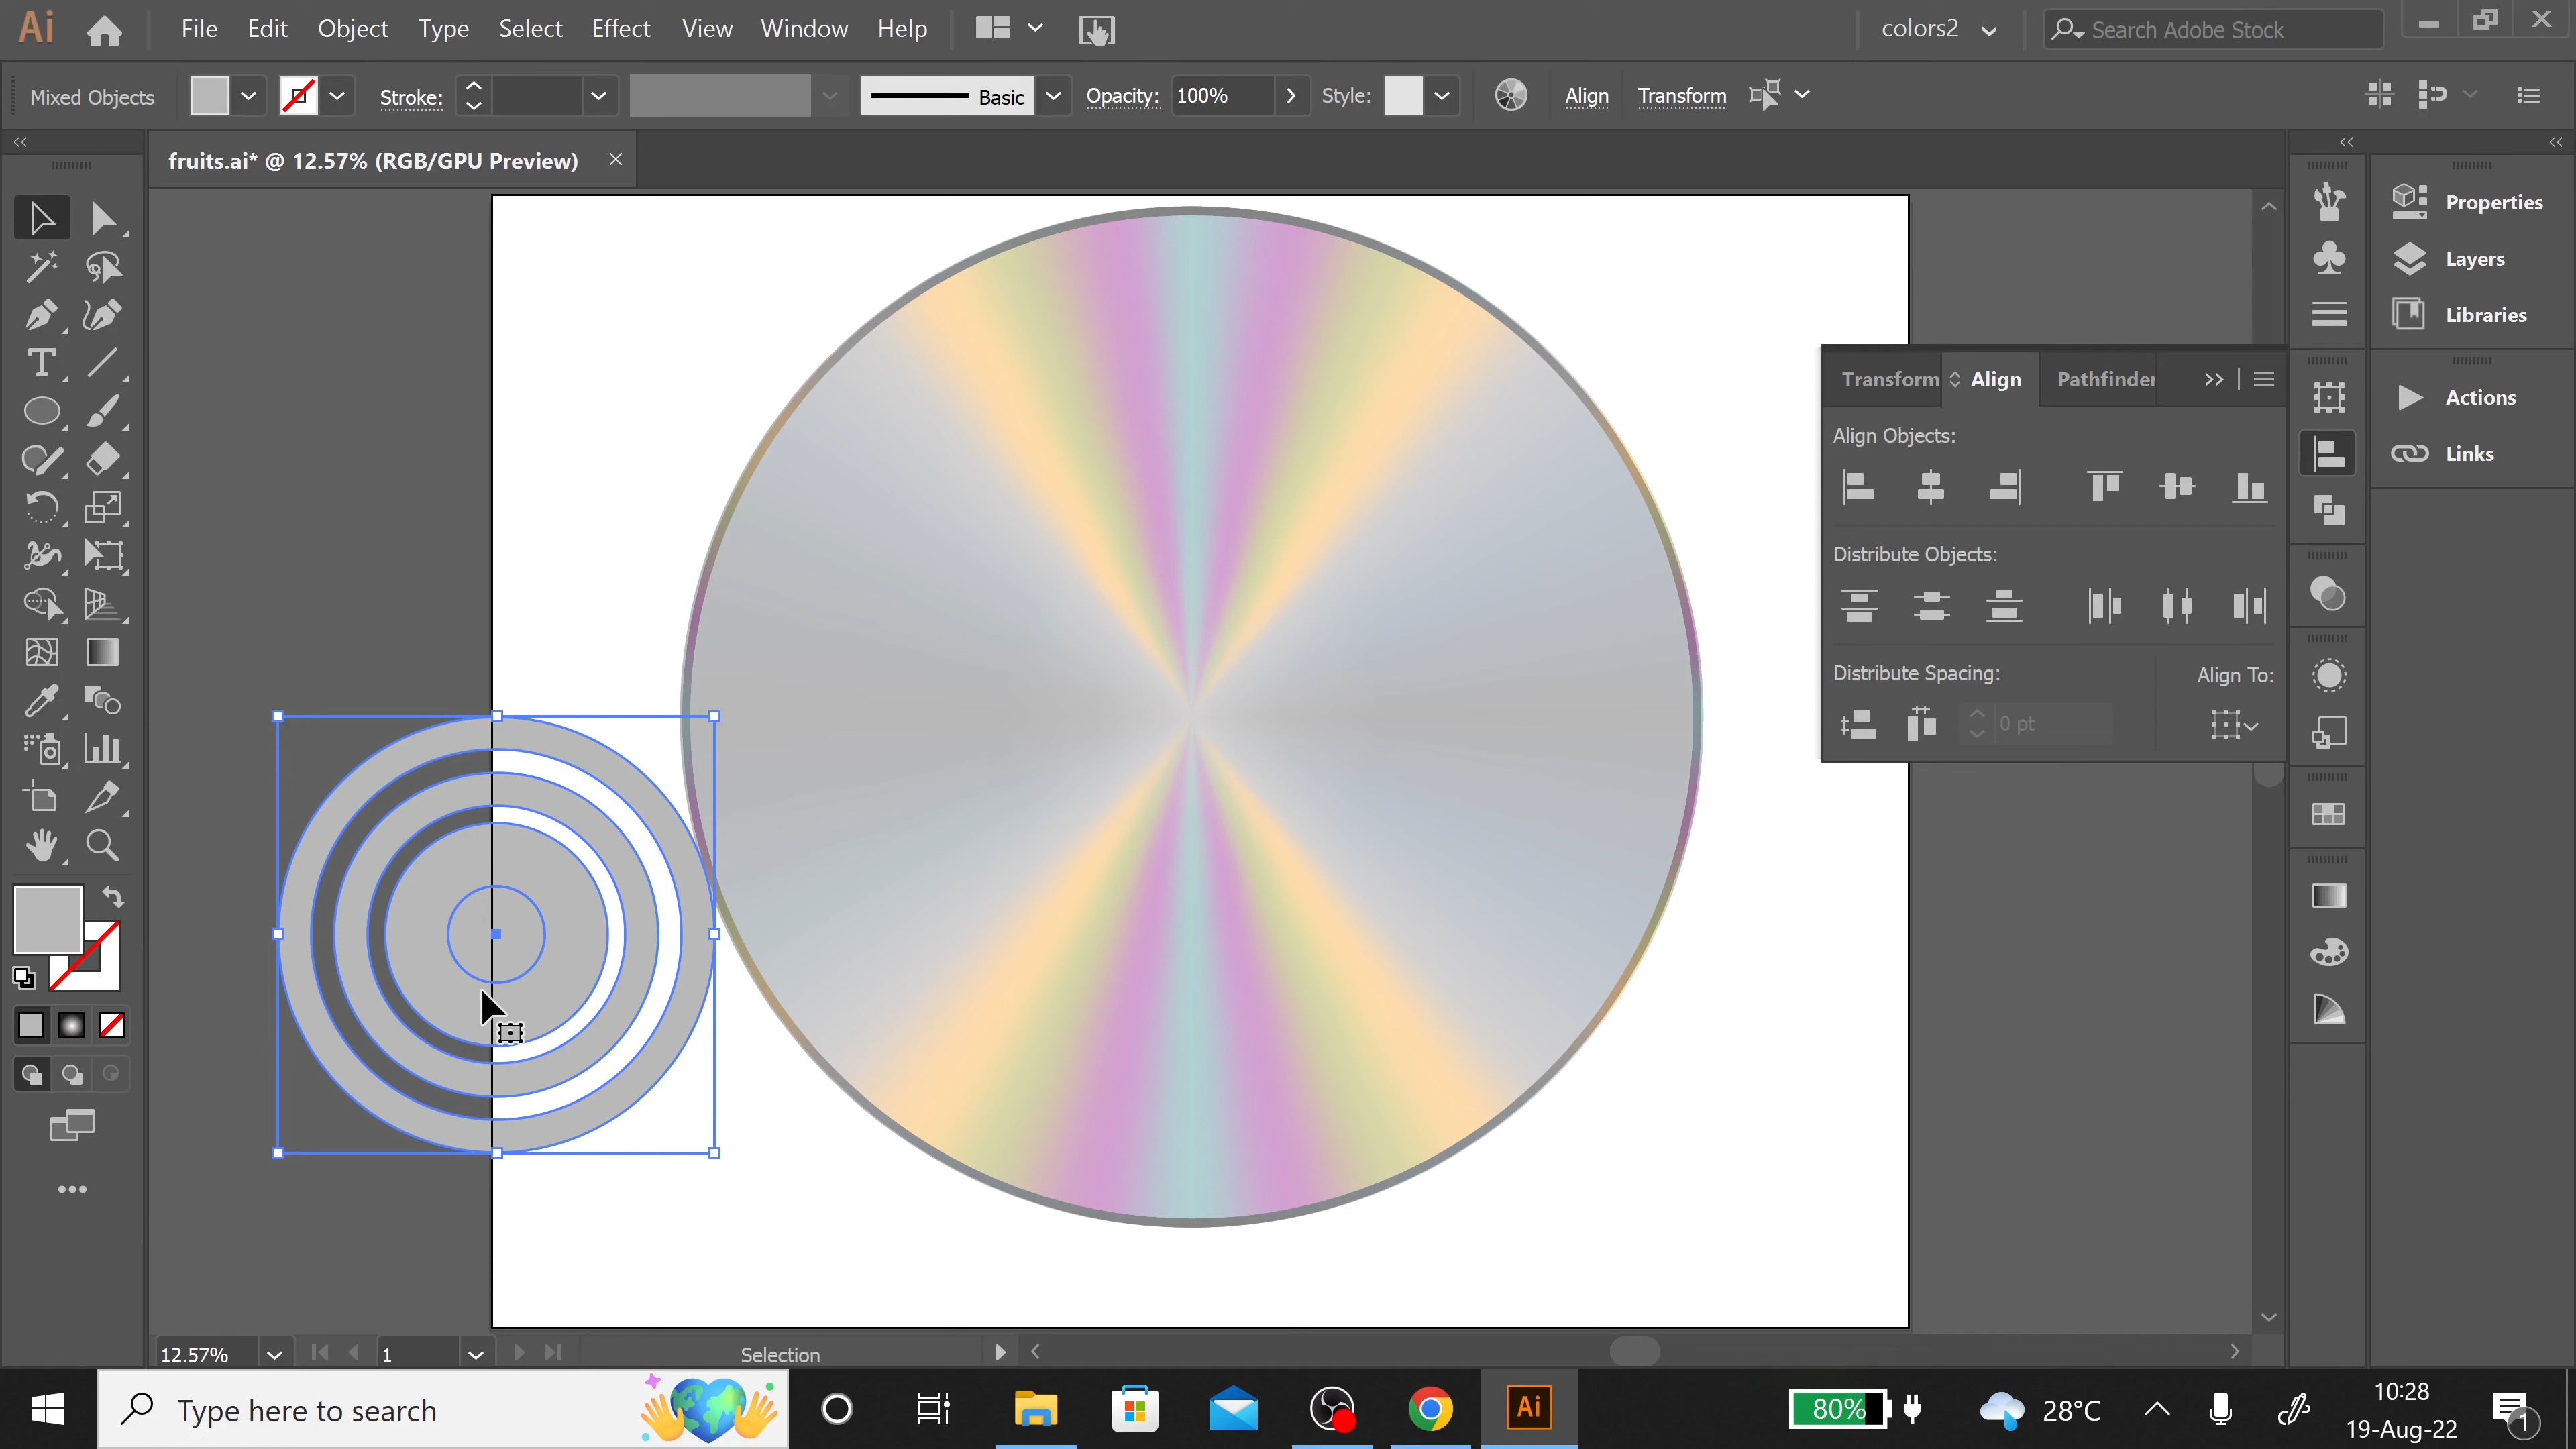 Ai File Edit Object Type Select Effect View Window Help colors2 Search Adobe Stock
Mixed Objects Stroke: Basic Opacity: 100% Style: Align Transform
fruits.ai* @ 12.57% (RGB/GPU Preview)
Properties
Layers
Libraries
Transform Align Pathfinder
Actions
Align Objects:
Links
Distribute Objects:
Distribute Spacing: Align To:
0 pt
12.57% 1 Selection
Type here to search Ai 80% 28°C 10:28
19-Aug-22 1